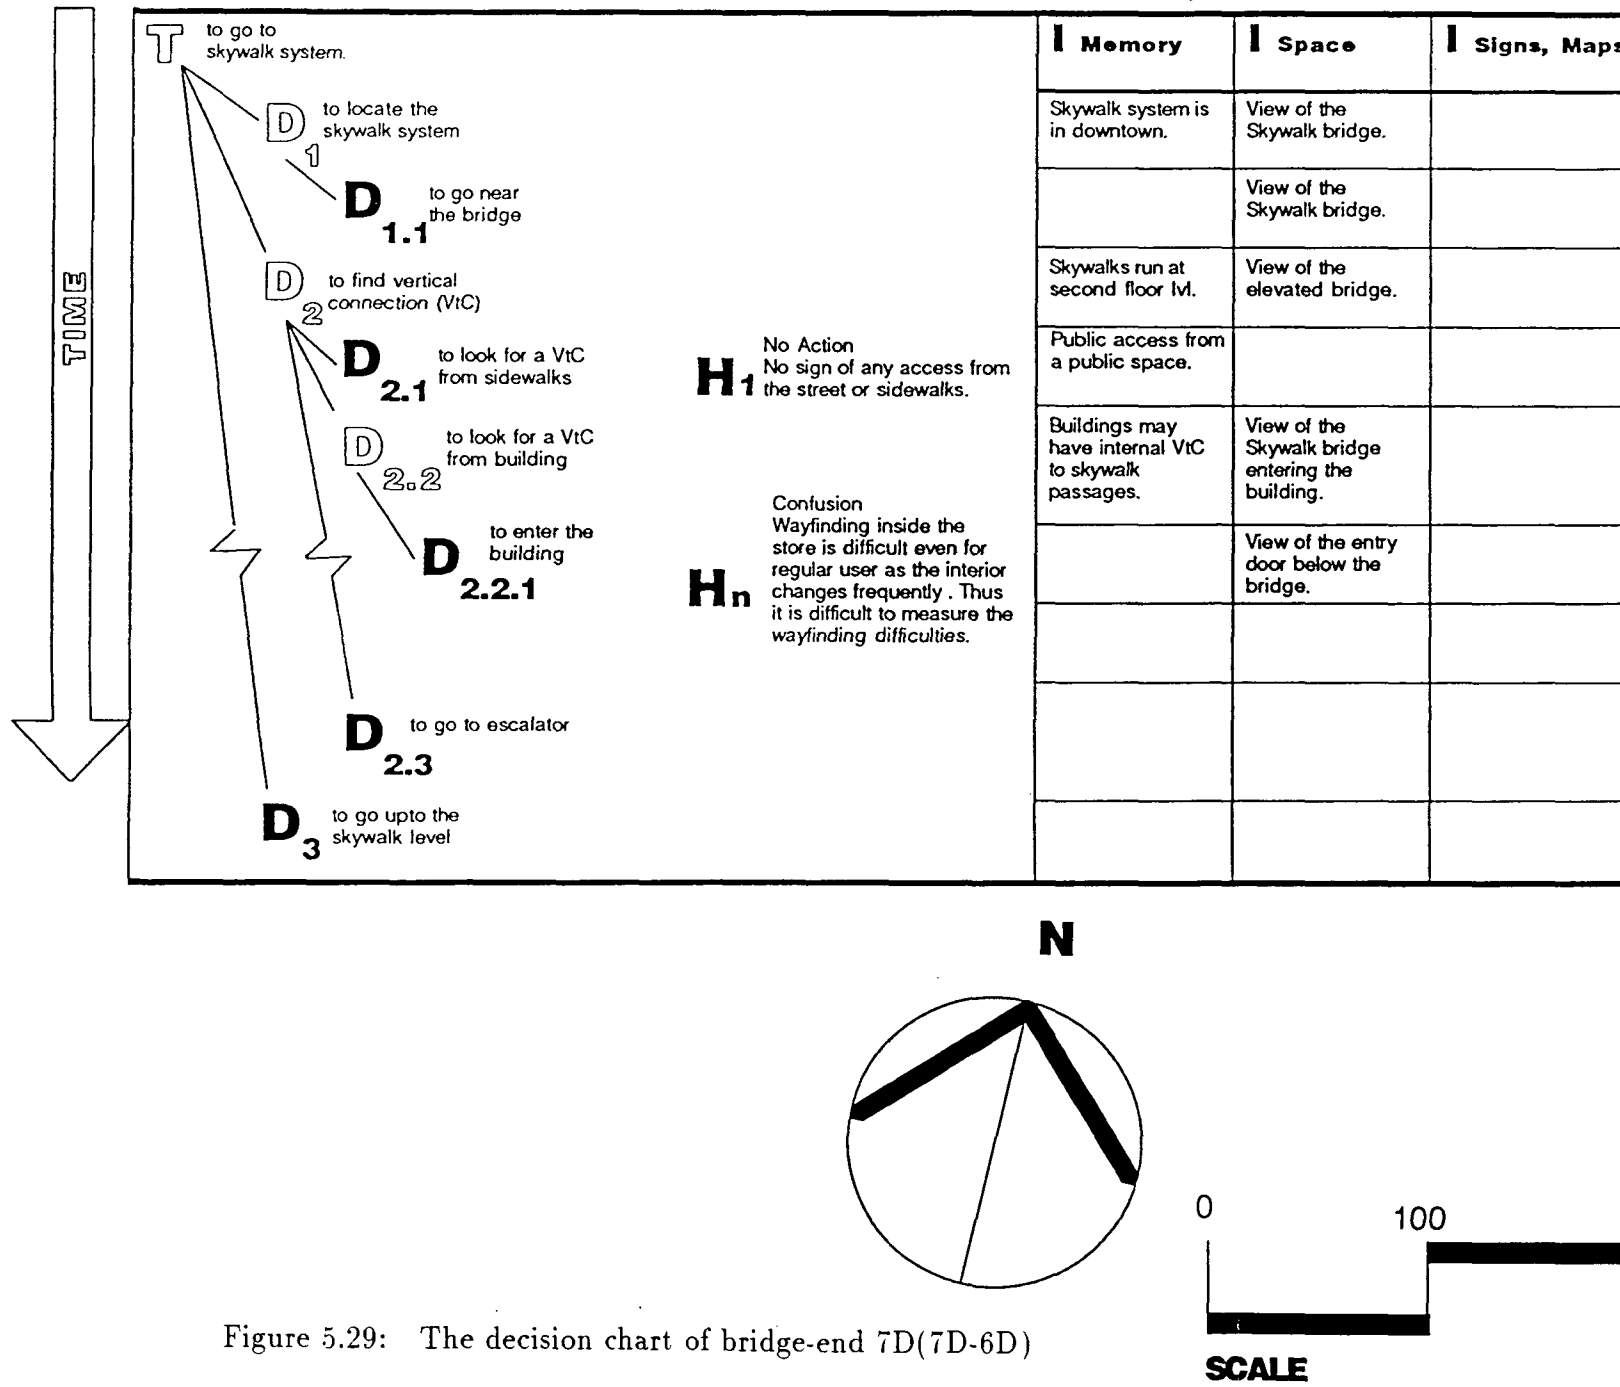 TIME
T to go to
skywalk system.
D1 to locate the
skywalk system
D1.1 to go near
the bridge
D2 to find vertical
connection (VtC)
D2.1 to look for a VtC
from sidewalks
D2.2 to look for a VtC
from building
D2.2.1 to enter the
building
D2.3 to go to escalator
D3 to go upto the
skywalk level
H1 No Action
No sign of any access from
the street or sidewalks.
Hn Confusion
Wayfinding inside the
store is difficult even for
regular user as the interior
changes frequently . Thus
it is difficult to measure the
wayfinding difficulties.
I Memory
I Space
I Signs, Maps
Skywalk system is
in downtown.
View of the
Skywalk bridge.
View of the
Skywalk bridge.
Skywalks run at
second floor lvl.
View of the
elevated bridge.
Public access from
a public space.
Buildings may
have internal VtC
to skywalk
passages.
View of the
Skywalk bridge
entering the
building.
View of the entry
door below the
bridge.
N
0
100
SCALE
Figure 5.29: The decision chart of bridge-end 7D(7D-6D)